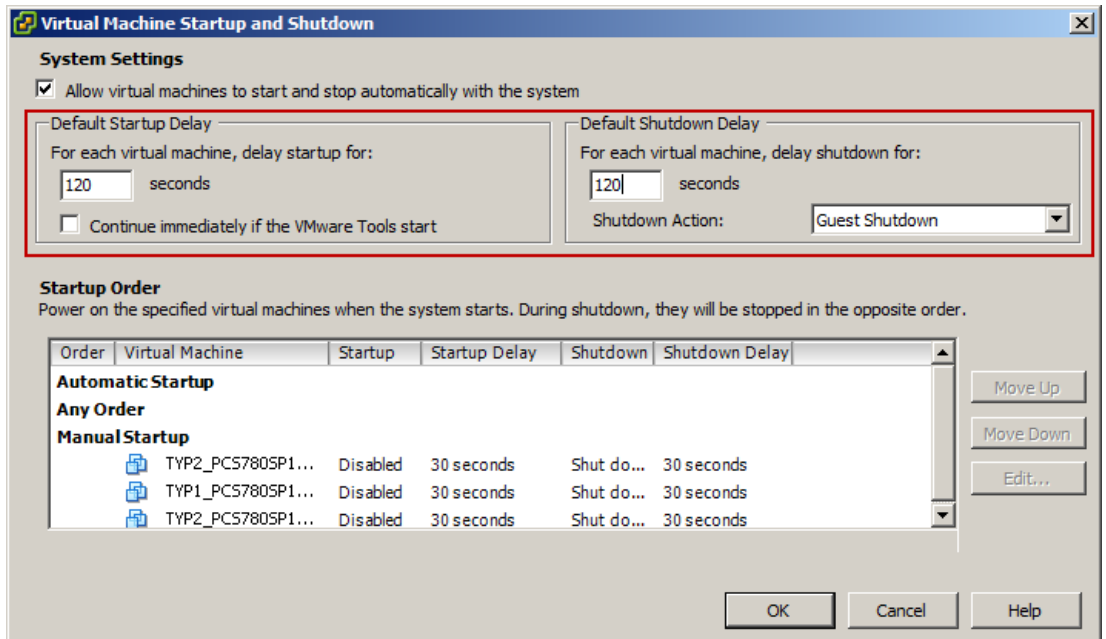 Virtual Machine Startup and Shutdown
System Settings
Allow virtual machines to start and stop automatically with the system
Default Startup Delay
For each virtual machine, delay startup for:
120 seconds
Continue immediately if the VMware Tools start
Default Shutdown Delay
For each virtual machine, delay shutdown for:
120 seconds
Shutdown Action: Guest Shutdown
Startup Order
Power on the specified virtual machines when the system starts. During shutdown, they will be stopped in the opposite order.
Order Virtual Machine Startup Startup Delay Shutdown Shutdown Delay
Automatic Startup
Any Order
Manual Startup
TYP2_PCS780SP1... Disabled 30 seconds Shut do... 30 seconds
TYP1_PCS780SP1... Disabled 30 seconds Shut do... 30 seconds
TYP2_PCS780SP1... Disabled 30 seconds Shut do... 30 seconds
Move Up
Move Down
Edit...
OK Cancel Help